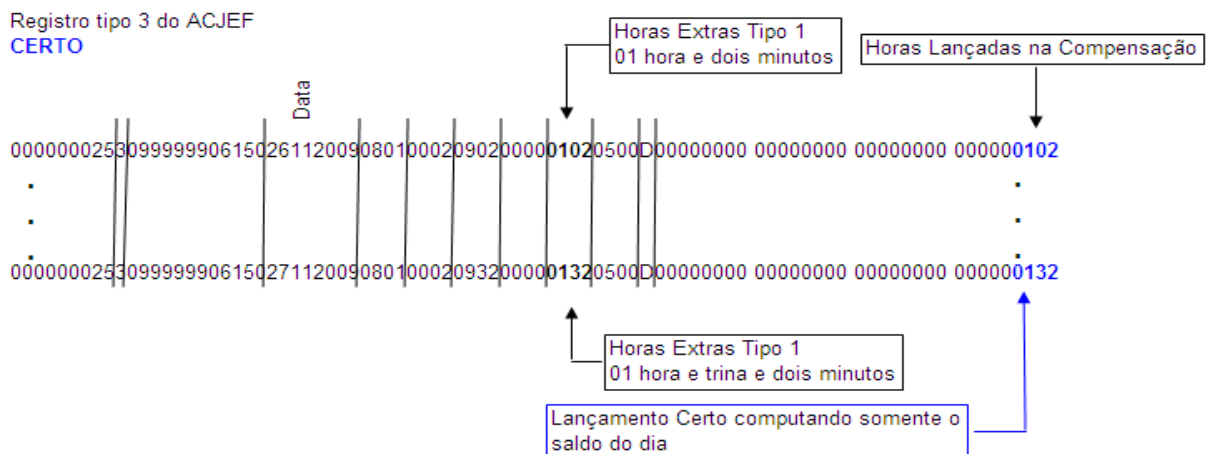 Registro tipo 3 do ACJEF
CERTO
Horas Extras Tipo 1
01 hora e dois minutos
Horas Lançadas na Compensação
Data
000000025309999990615026112009080100020902000001020500D00000000 00000000 00000000 000000102
000000025309999990615027112009080100020932000001320500D00000000 00000000 00000000 000000132
Horas Extras Tipo 1
01 hora e trina e dois minutos
Lançamento Certo computando somente o
saldo do dia